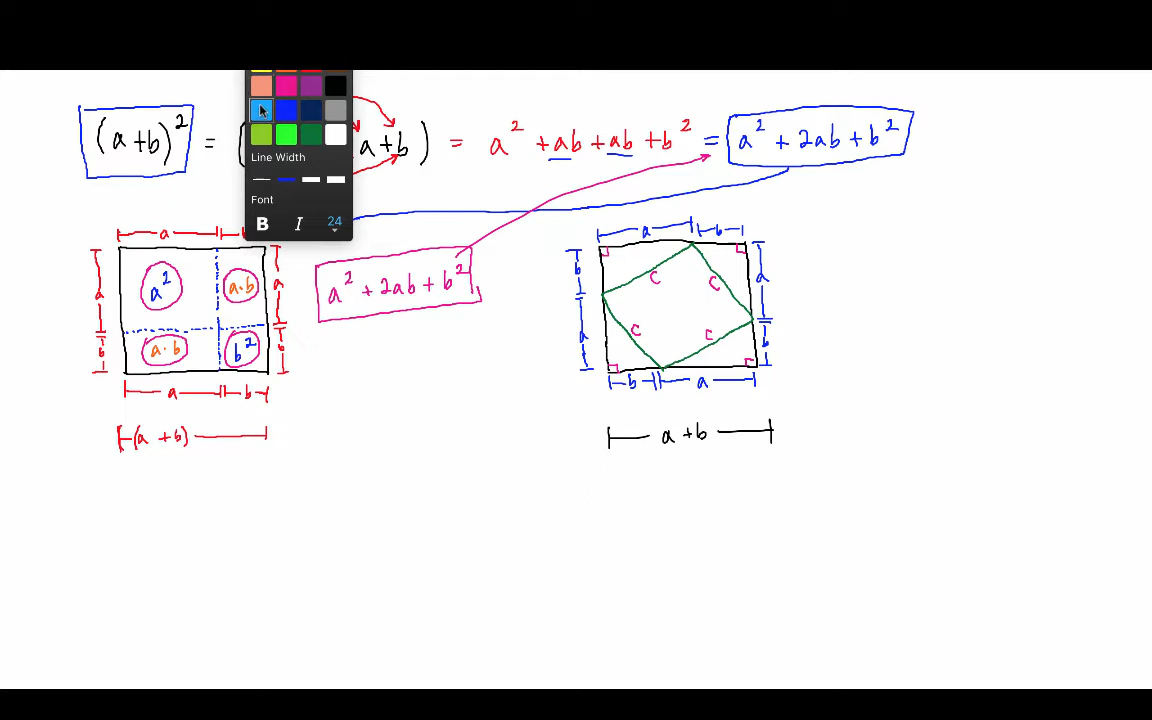 (a+b)² = ( a+b) = a² + ab + ab + b² = a² + 2ab + b²
Line Width
Font
B I 24
a b
a a² a·b a
a² + 2ab + b²
b a·b b² b
a b
(a + b)
a b
b c c a
a c c b
b a
a + b